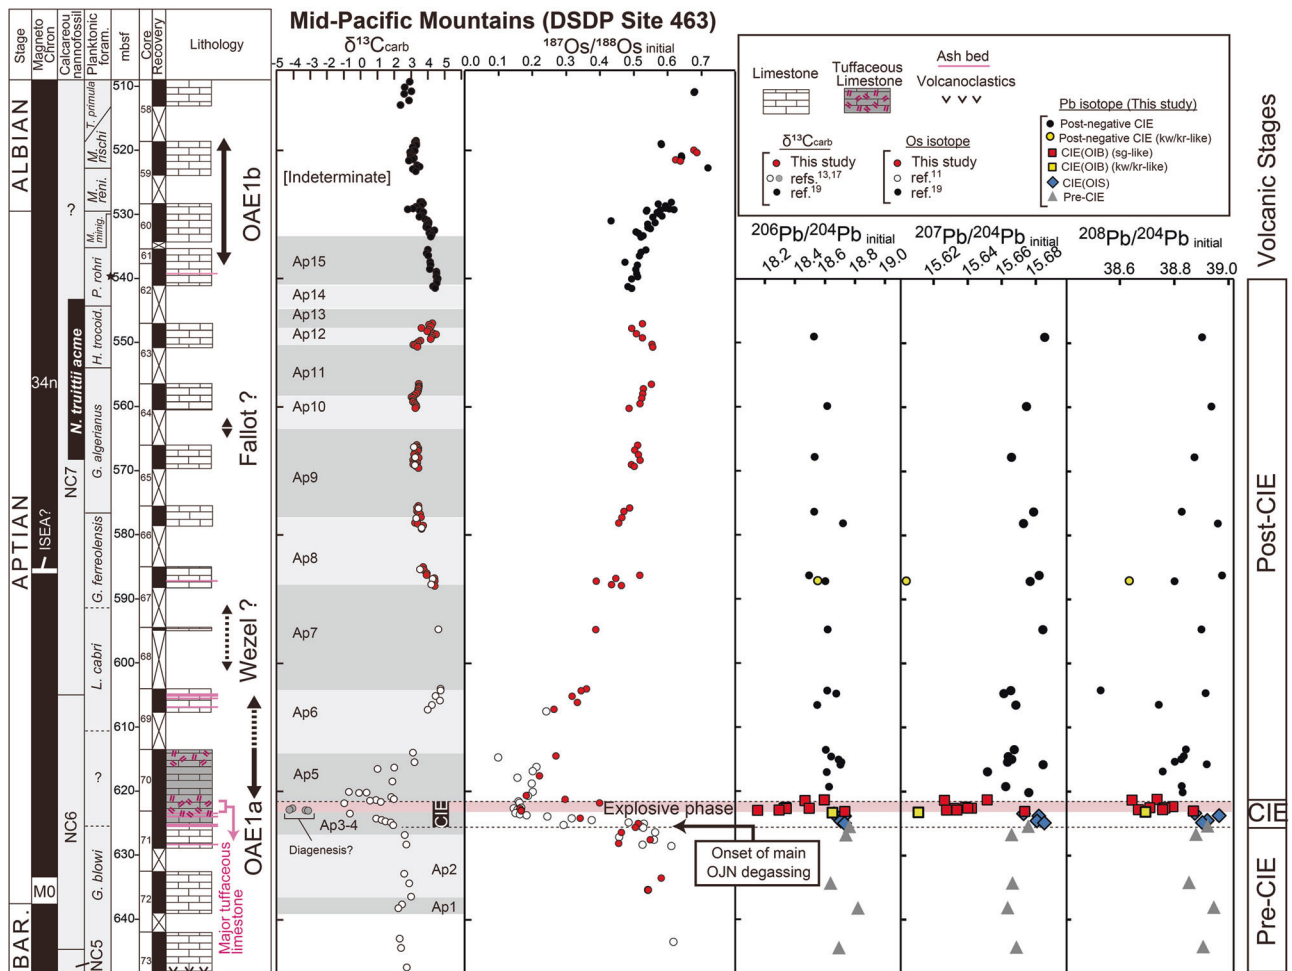 Mid-Pacific Mountains (DSDP Site 463)
Stage
Magneto Chron
Calcareou nannofossil
Planktonic foram.
mbsf
Core
Recovery
Lithology
δ13Ccarb
-5 -4 -3 -2 -1 0 1 2 3 4 5
187Os/188Os initial
0.0 0.1 0.2 0.3 0.4 0.5 0.6 0.7
Limestone
Tuffaceous Limestone
Ash bed
Volcanoclastics
δ13Ccarb
This study
refs.13,17
ref.19
Os isotope
This study
ref.11
ref.19
Pb isotope (This study)
Post-negative CIE
Post-negative CIE (kw/kr-like)
CIE(OIB) (sg-like)
CIE(OIB) (kw/kr-like)
CIE(OIS)
Pre-CIE
Volcanic Stages
206Pb/204Pb initial
18.2 18.4 18.6 18.8 19.0
207Pb/204Pb initial
15.62 15.64 15.66 15.68
208Pb/204Pb initial
38.6 38.8 39.0
ALBIAN
APTIAN
BAR.
34n
ISEA?
M0
?
N. truittii acme
NC7
NC6
NC5
T. primula
M. rischi
M. reni.
M. minig.
P. rohri
H. trocoid.
G. algerianus
G. ferreolensis
L. cabri
?
G. blowi
510
520
530
540
550
560
570
580
590
600
610
620
630
640
58
59
60
61
62
63
64
65
66
67
68
69
70
71
72
73
OAE1b
Fallot ?
Wezel ?
OAE1a
Major tuffaceous limestone
[Indeterminate]
Ap15
Ap14
Ap13
Ap12
Ap11
Ap10
Ap9
Ap8
Ap7
Ap6
Ap5
Ap3-4
Diagenesis?
Ap2
Ap1
CIE
Explosive phase
Onset of main
OJN degassing
Post-CIE
CIE
Pre-CIE